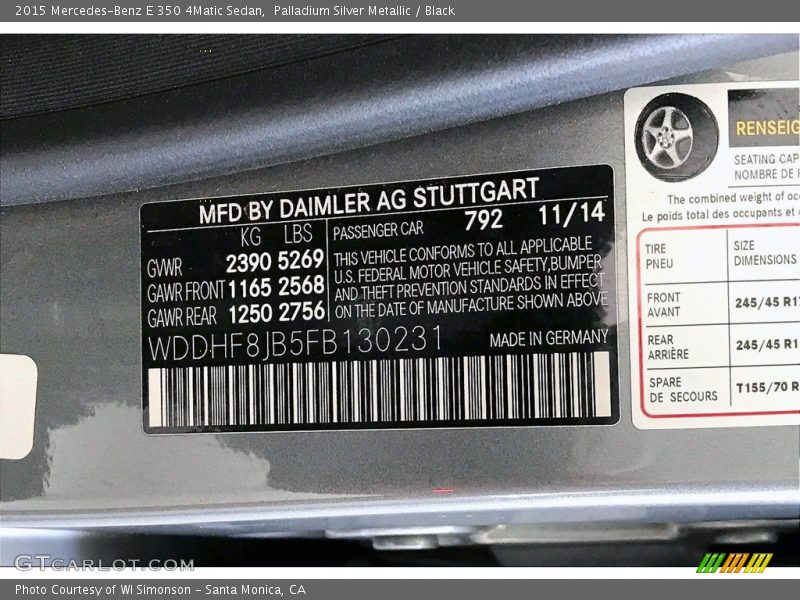 2015 Mercedes-Benz E 350 4Matic Sedan, Palladium Silver Metallic / Black
MFD BY DAIMLER AG STUTTGART
KG LBS
GVWR 2390 5269
GAWR FRONT 1165 2568
GAWR REAR 1250 2756
PASSENGER CAR 792 11/14
THIS VEHICLE CONFORMS TO ALL APPLICABLE
U.S. FEDERAL MOTOR VEHICLE SAFETY,BUMPER
AND THEFT PREVENTION STANDARDS IN EFFECT
ON THE DATE OF MANUFACTURE SHOWN ABOVE
WDDHF8JB5FB130231 MADE IN GERMANY
RENSEIG
SEATING CAP
NOMBRE DE
The combined weight of oc
Le poids total des occupants et
TIRE
PNEU
SIZE
DIMENSIONS
FRONT
AVANT
245/45 R17
REAR
ARRIÈRE
245/45 R1
SPARE
DE SECOURS
T155/70 R
GTCARLOT.COM
Photo Courtesy of WI Simonson - Santa Monica, CA